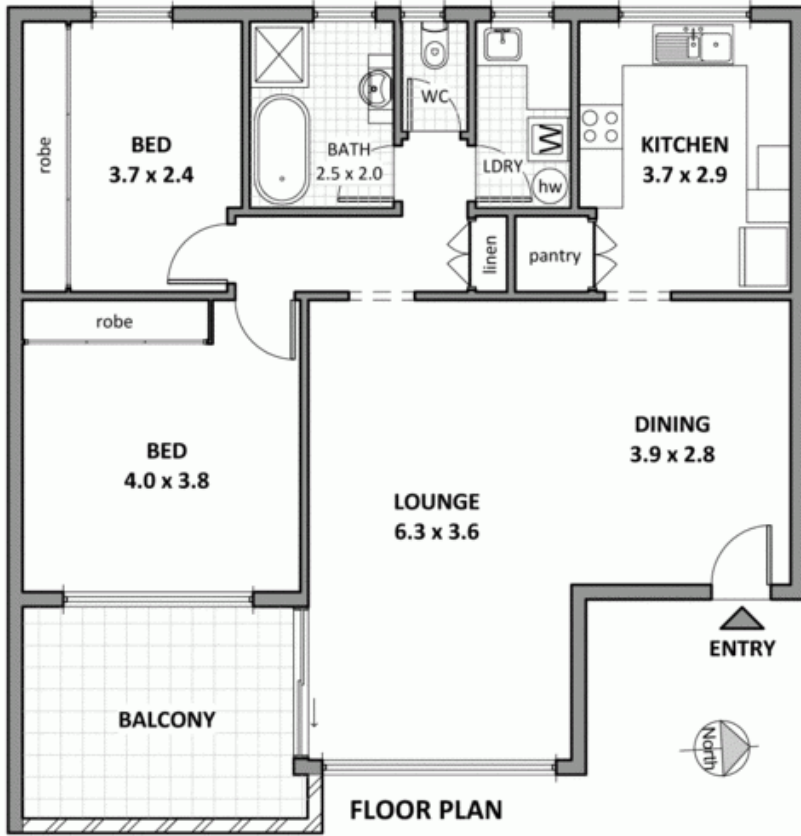 robe
BED
3.7 x 2.4
BATH
2.5 x 2.0
WC
LDRY
W
hw
KITCHEN
3.7 x 2.9
linen
pantry
robe
BED
4.0 x 3.8
LOUNGE
6.3 x 3.6
DINING
3.9 x 2.8
ENTRY
BALCONY
North
FLOOR PLAN